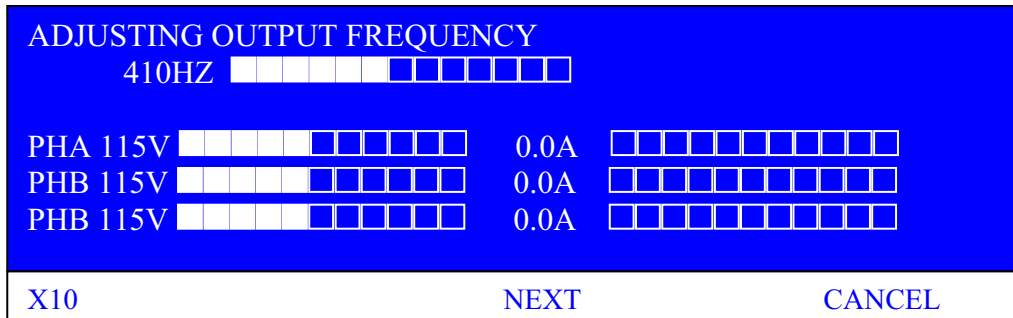 ADJUSTING OUTPUT FREQUENCY
410HZ
PHA 115V 0.0A
PHB 115V 0.0A
PHB 115V 0.0A
X10 NEXT CANCEL